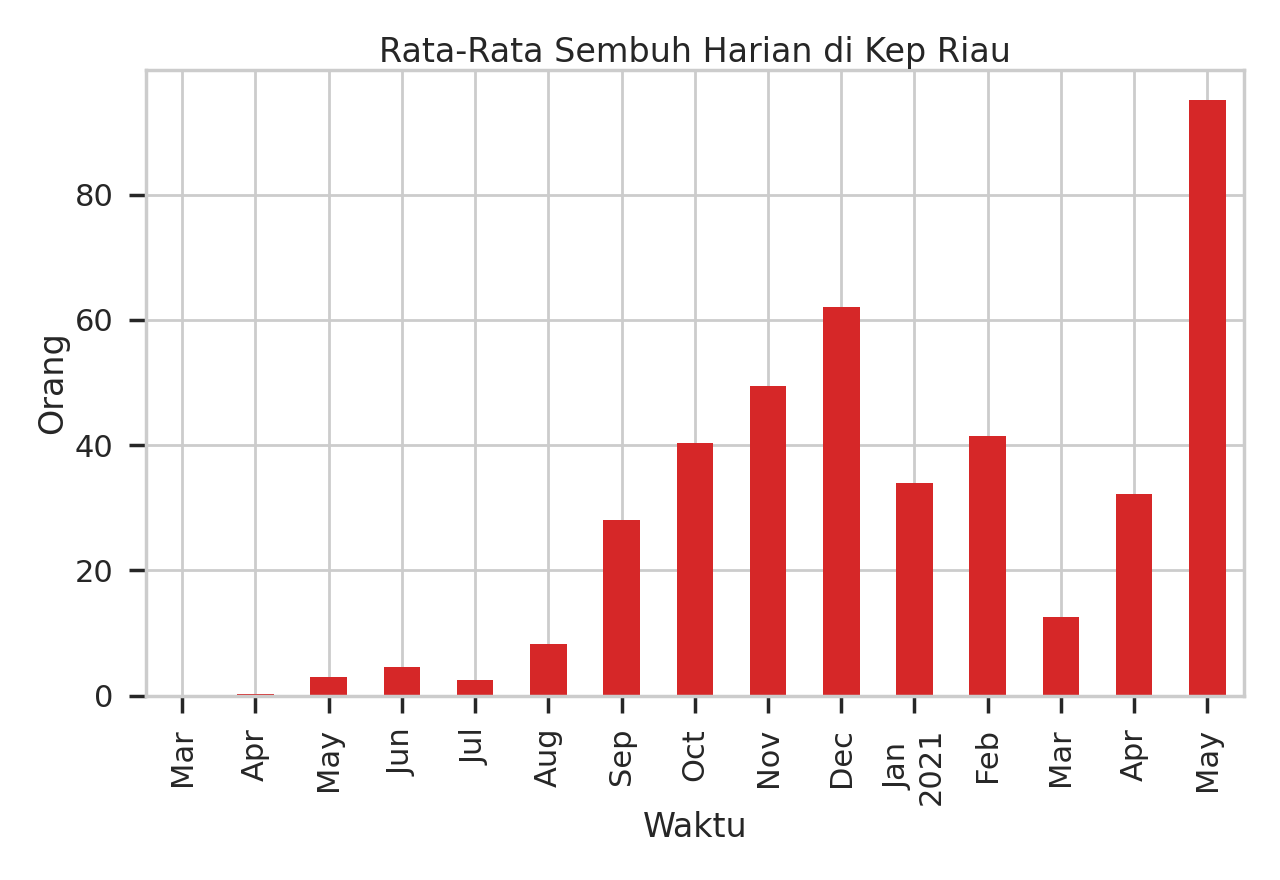 Rata-Rata Sembuh Harian di Kep Riau
Orang
80
60
40
20
0
Mar
Apr
May
Jun
Jul
Aug
Sep
Oct
Nov
Dec
Jan
2021
Feb
Mar
Apr
May
Waktu